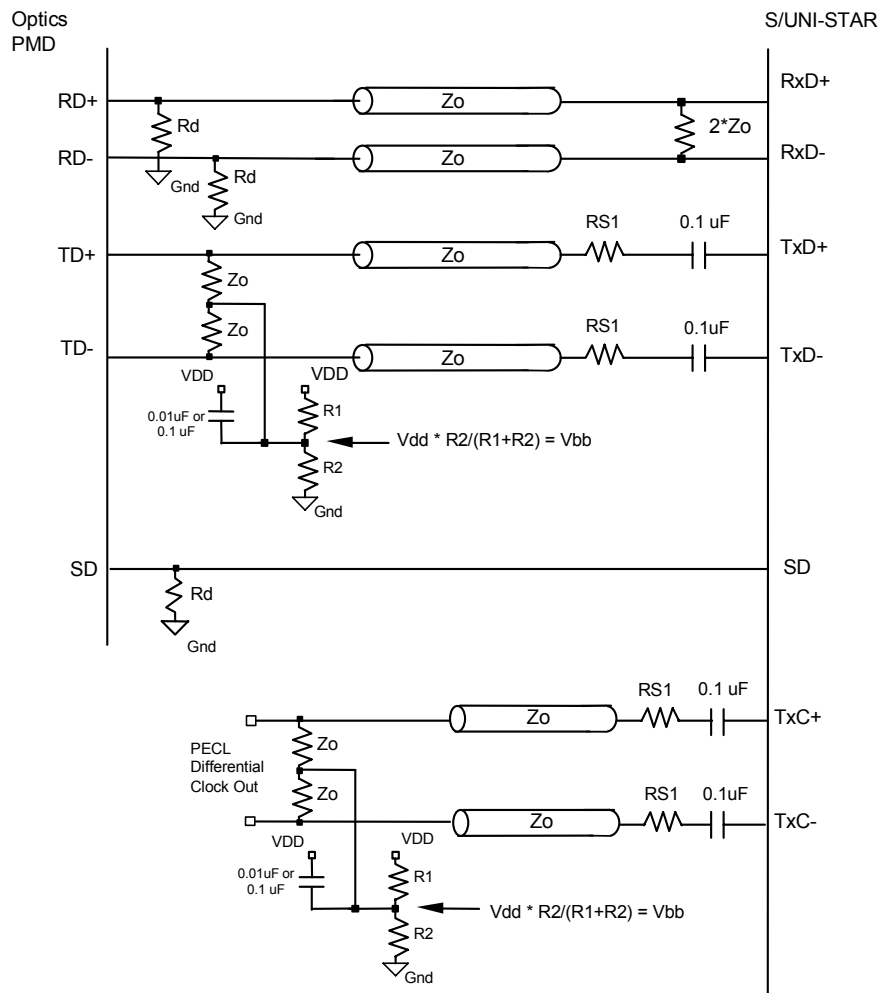 Optics
PMD
S/UNI-STAR
RD+
Zo
RxD+
Rd
2*Zo
RD-
Zo
RxD-
Gnd
Rd
Gnd
RS1
0.1 uF
TD+
Zo
TxD+
Zo
Zo
RS1
0.1uF
TD-
Zo
TxD-
VDD
VDD
0.01uF or
0.1 uF
R1
Vdd * R2/(R1+R2) = Vbb
R2
Gnd
SD
SD
Rd
Gnd
RS1
0.1 uF
Zo
TxC+
PECL
Differential
Clock Out
Zo
Zo
RS1
0.1uF
Zo
TxC-
VDD
VDD
0.01uF or
0.1 uF
R1
Vdd * R2/(R1+R2) = Vbb
R2
Gnd